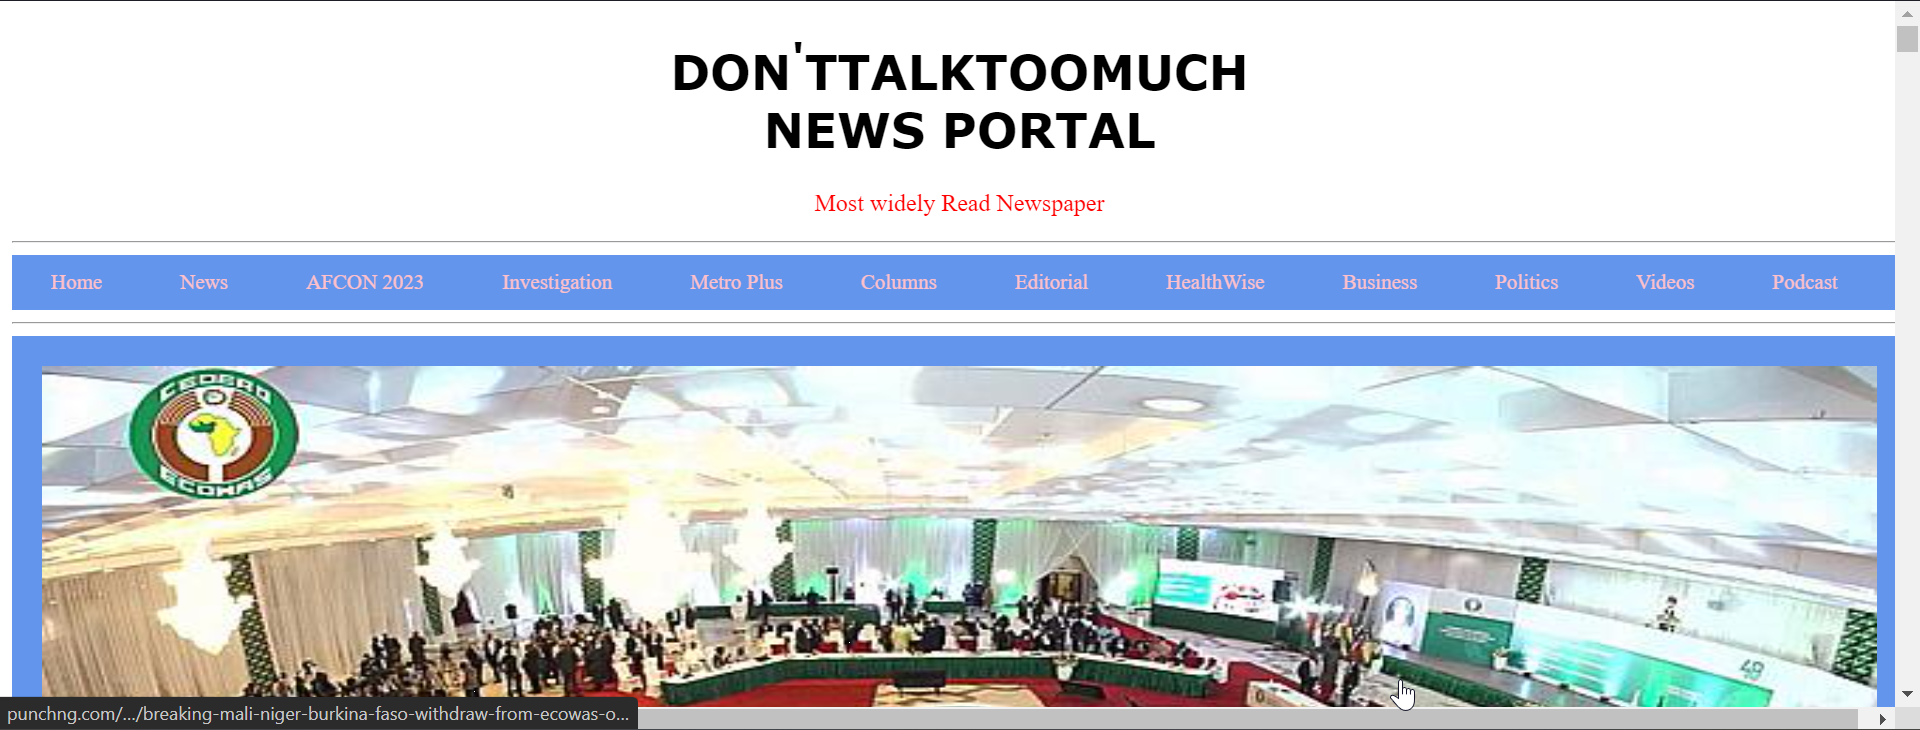 DON'TTALKTOOMUCH
NEWS PORTAL
Most widely Read Newspaper
Home News AFCON 2023 Investigation Metro Plus Columns Editorial HealthWise Business Politics Videos Podcast
CEDEAO
ECOWAS
48
punchng.com/.../breaking-mali-niger-burkina-faso-withdraw-from-ecowas-o...